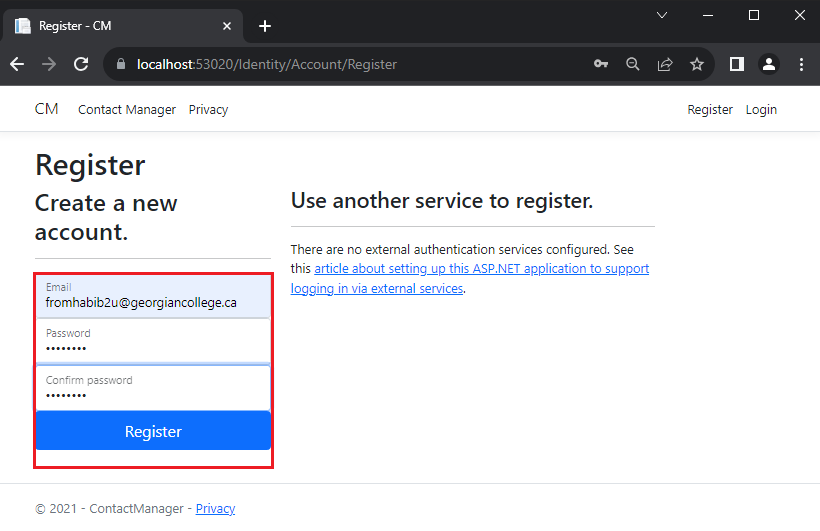 Register - CM
localhost:53020/Identity/Account/Register
CM Contact Manager Privacy Register Login
Register
Create a new
account.
Email
fromhabib2u@georgiancollege.ca
Password
••••••••
Confirm password
••••••••
Register
Use another service to register.
There are no external authentication services configured. See
this article about setting up this ASP.NET application to support
logging in via external services.
© 2021 - ContactManager - Privacy